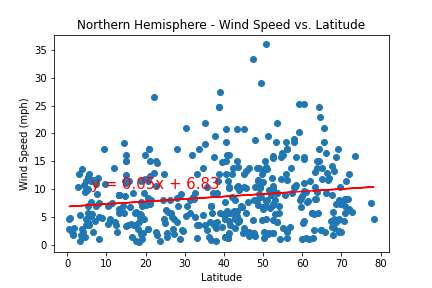 Northern Hemisphere - Wind Speed vs. Latitude
Wind Speed (mph)
35
30
25
20
15
10
5
0
y = 0.05x + 6.83
0 10 20 30 40 50 60 70 80
Latitude